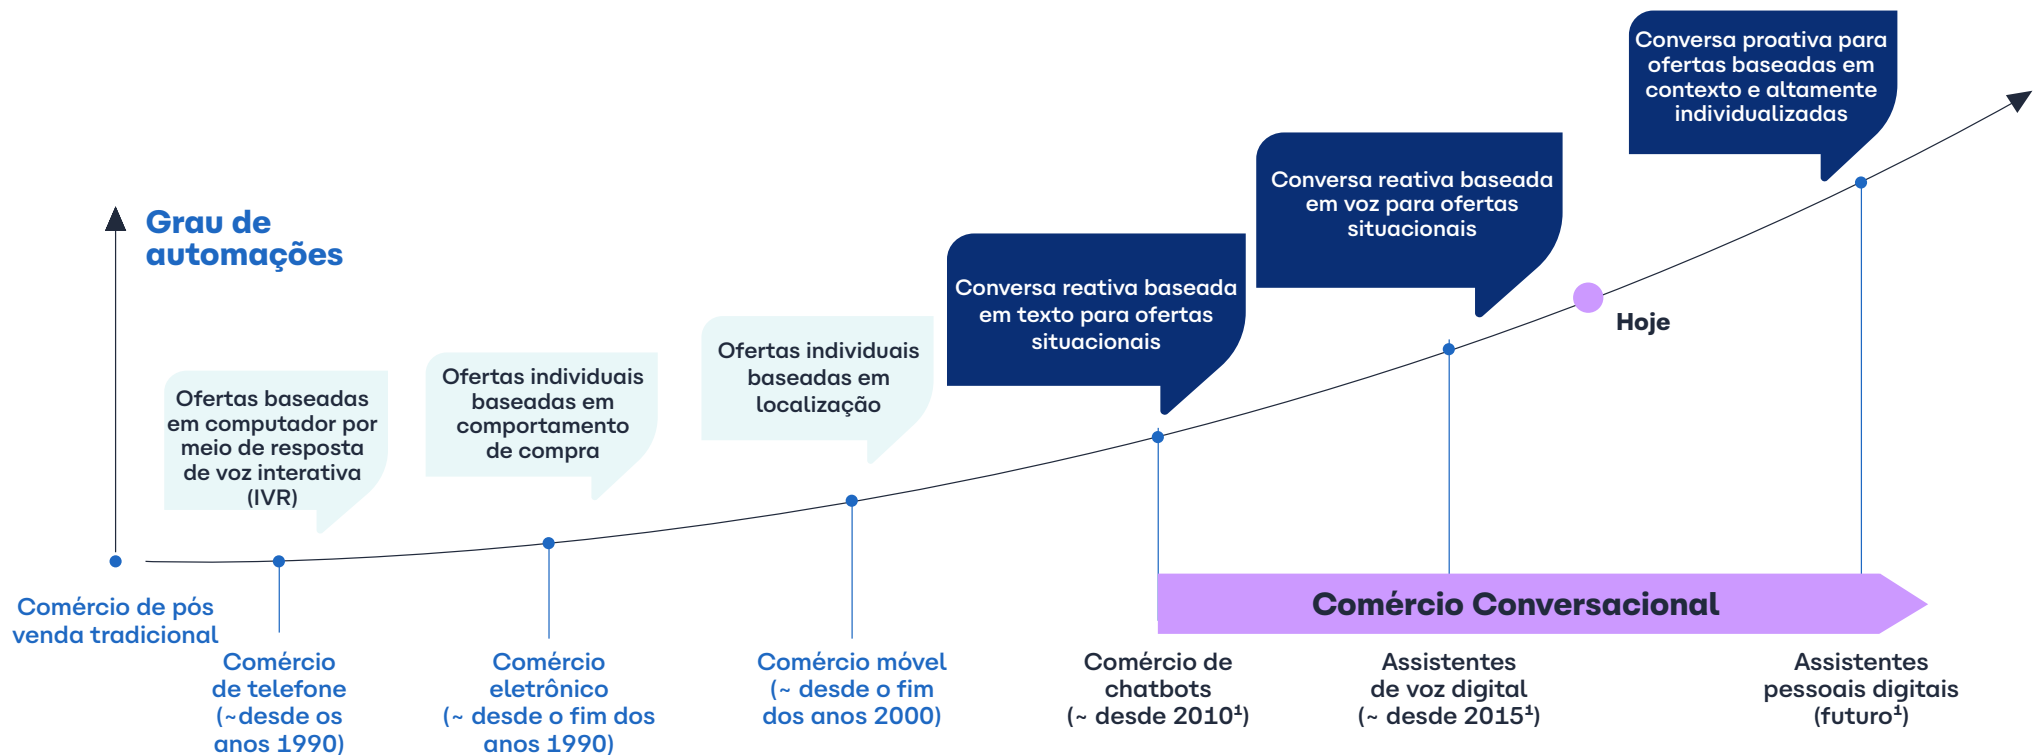 Conversa proativa para
ofertas baseadas em
contexto e altamente
individualizadas
Conversa reativa baseada
em voz para ofertas
situacionais
Grau de
automações
Conversa reativa baseada
em texto para ofertas
situacionais
Hoje
Ofertas individuais
baseadas em
localização
Ofertas individuais
baseadas em
comportamento
de compra
Ofertas baseadas
em computador por
meio de resposta
de voz interativa
(IVR)
Comércio Conversacional
Comércio de pós
venda tradicional
Comércio
de telefone
(~desde os
anos 1990)
Comércio
eletrônico
(~ desde o fim dos
anos 1990)
Comércio móvel
(~ desde o fim
dos anos 2000)
Comércio de
chatbots
(~ desde 2010¹)
Assistentes
de voz digital
(~ desde 2015¹)
Assistentes
pessoais digitais
(futuro¹)